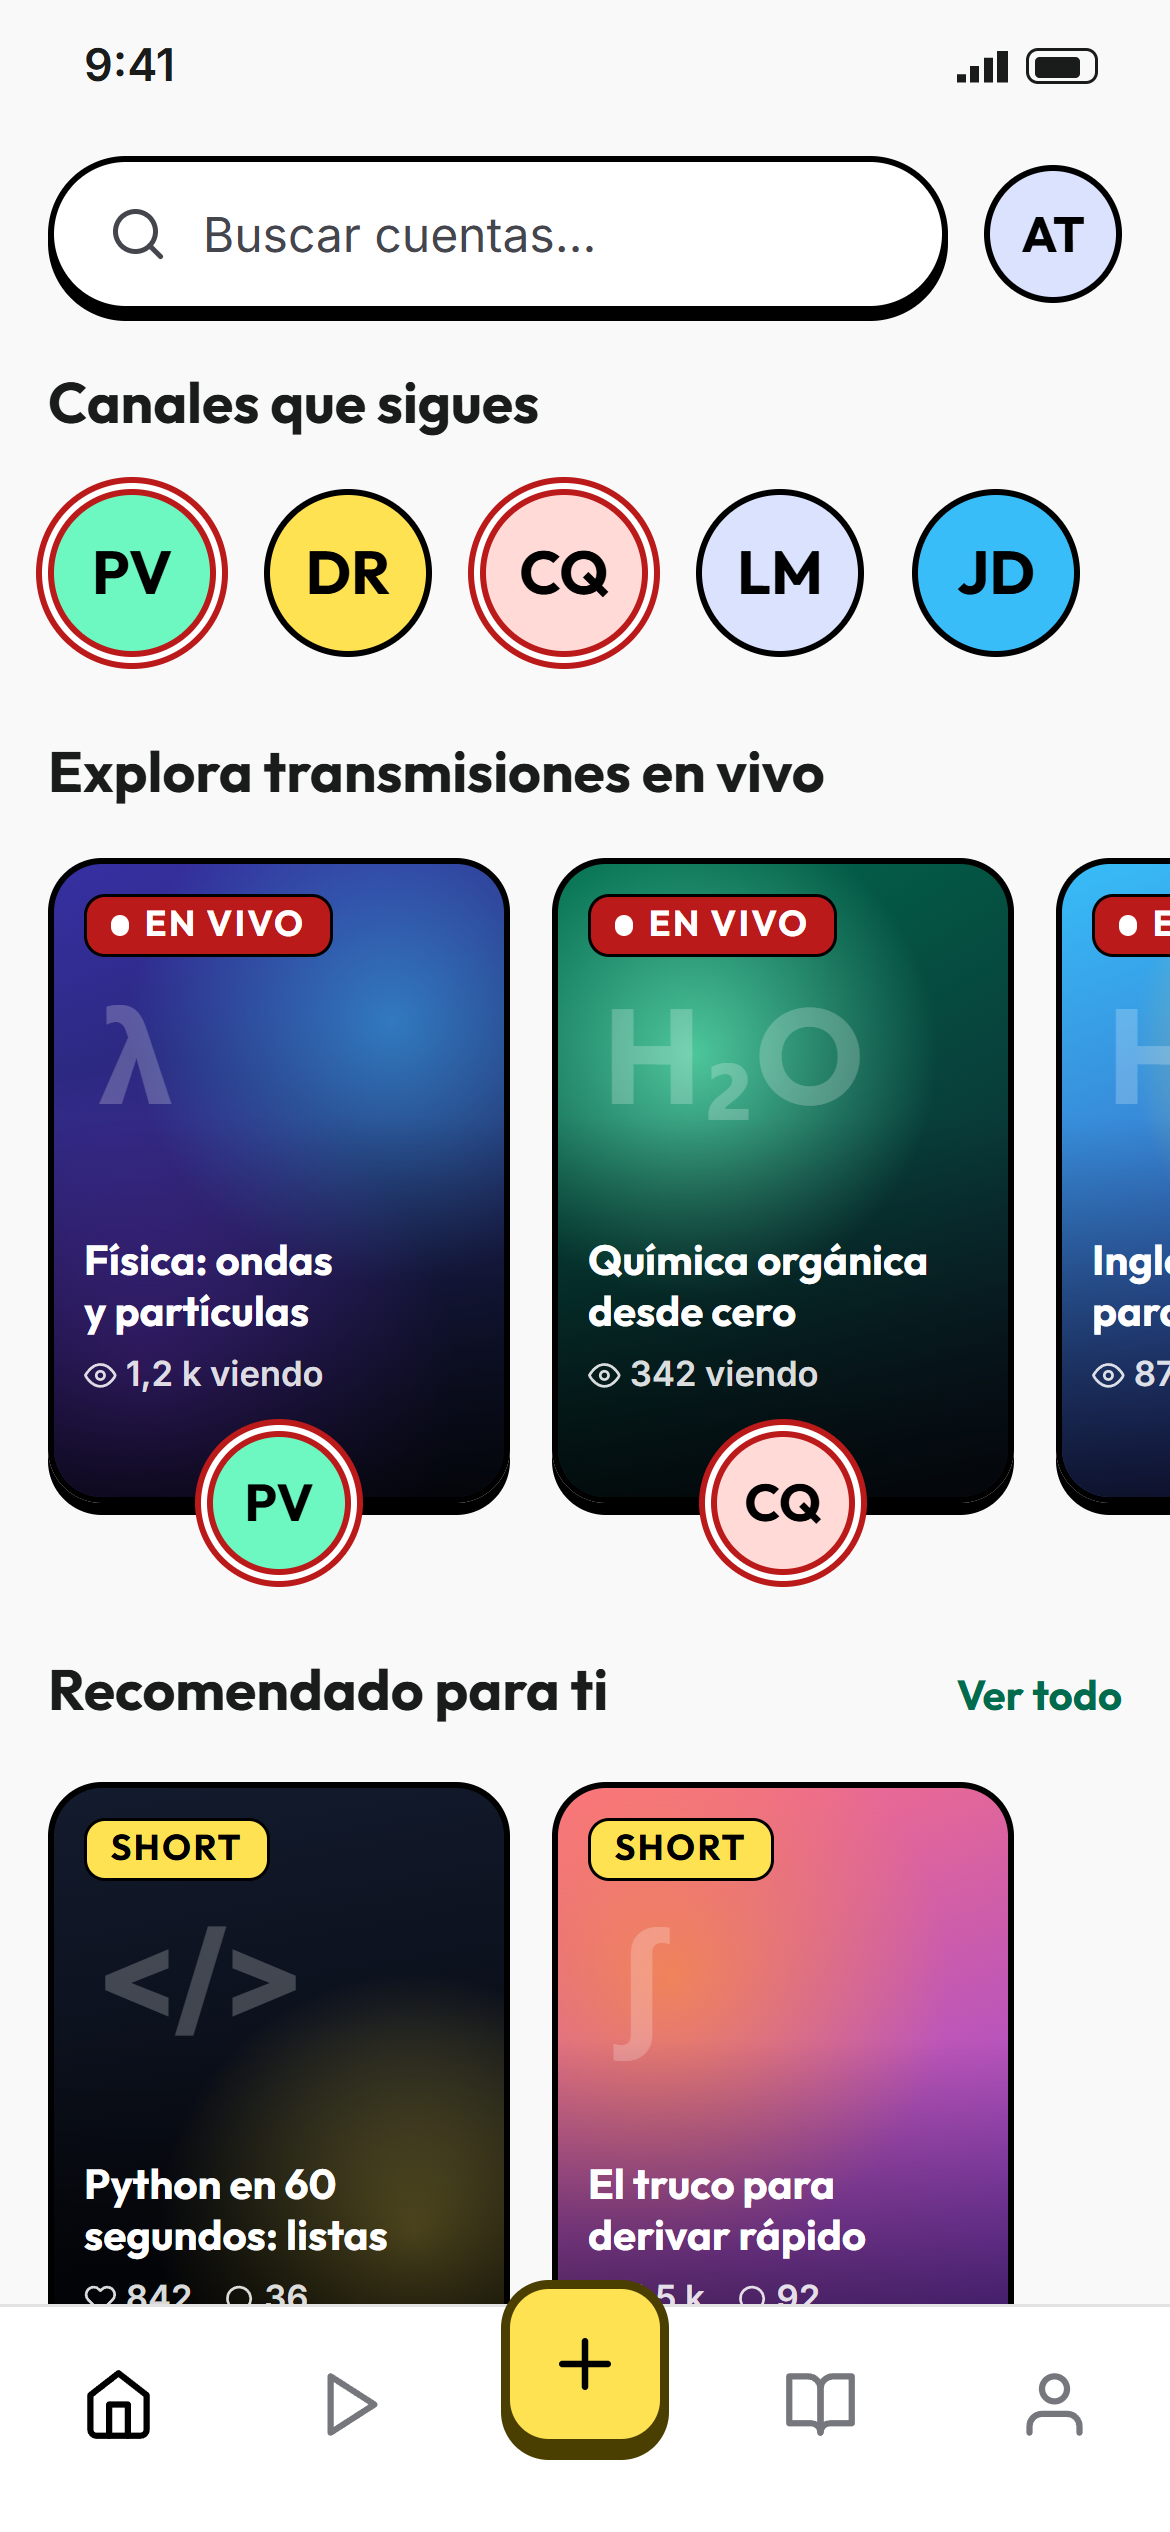 9:41
Buscar cuentas...
AT
Canales que sigues
PV
DR
CQ
LM
JD
Explora transmisiones en vivo
EN VIVO
λ
Física: ondas
y partículas
1,2 k viendo
PV
EN VIVO
H₂O
Química orgánica
desde cero
342 viendo
CQ
Recomendado para ti
Ver todo
SHORT
</>
Python en 60
segundos: listas
842 36
SHORT
∫
El truco para
derivar rápido
5 k 92